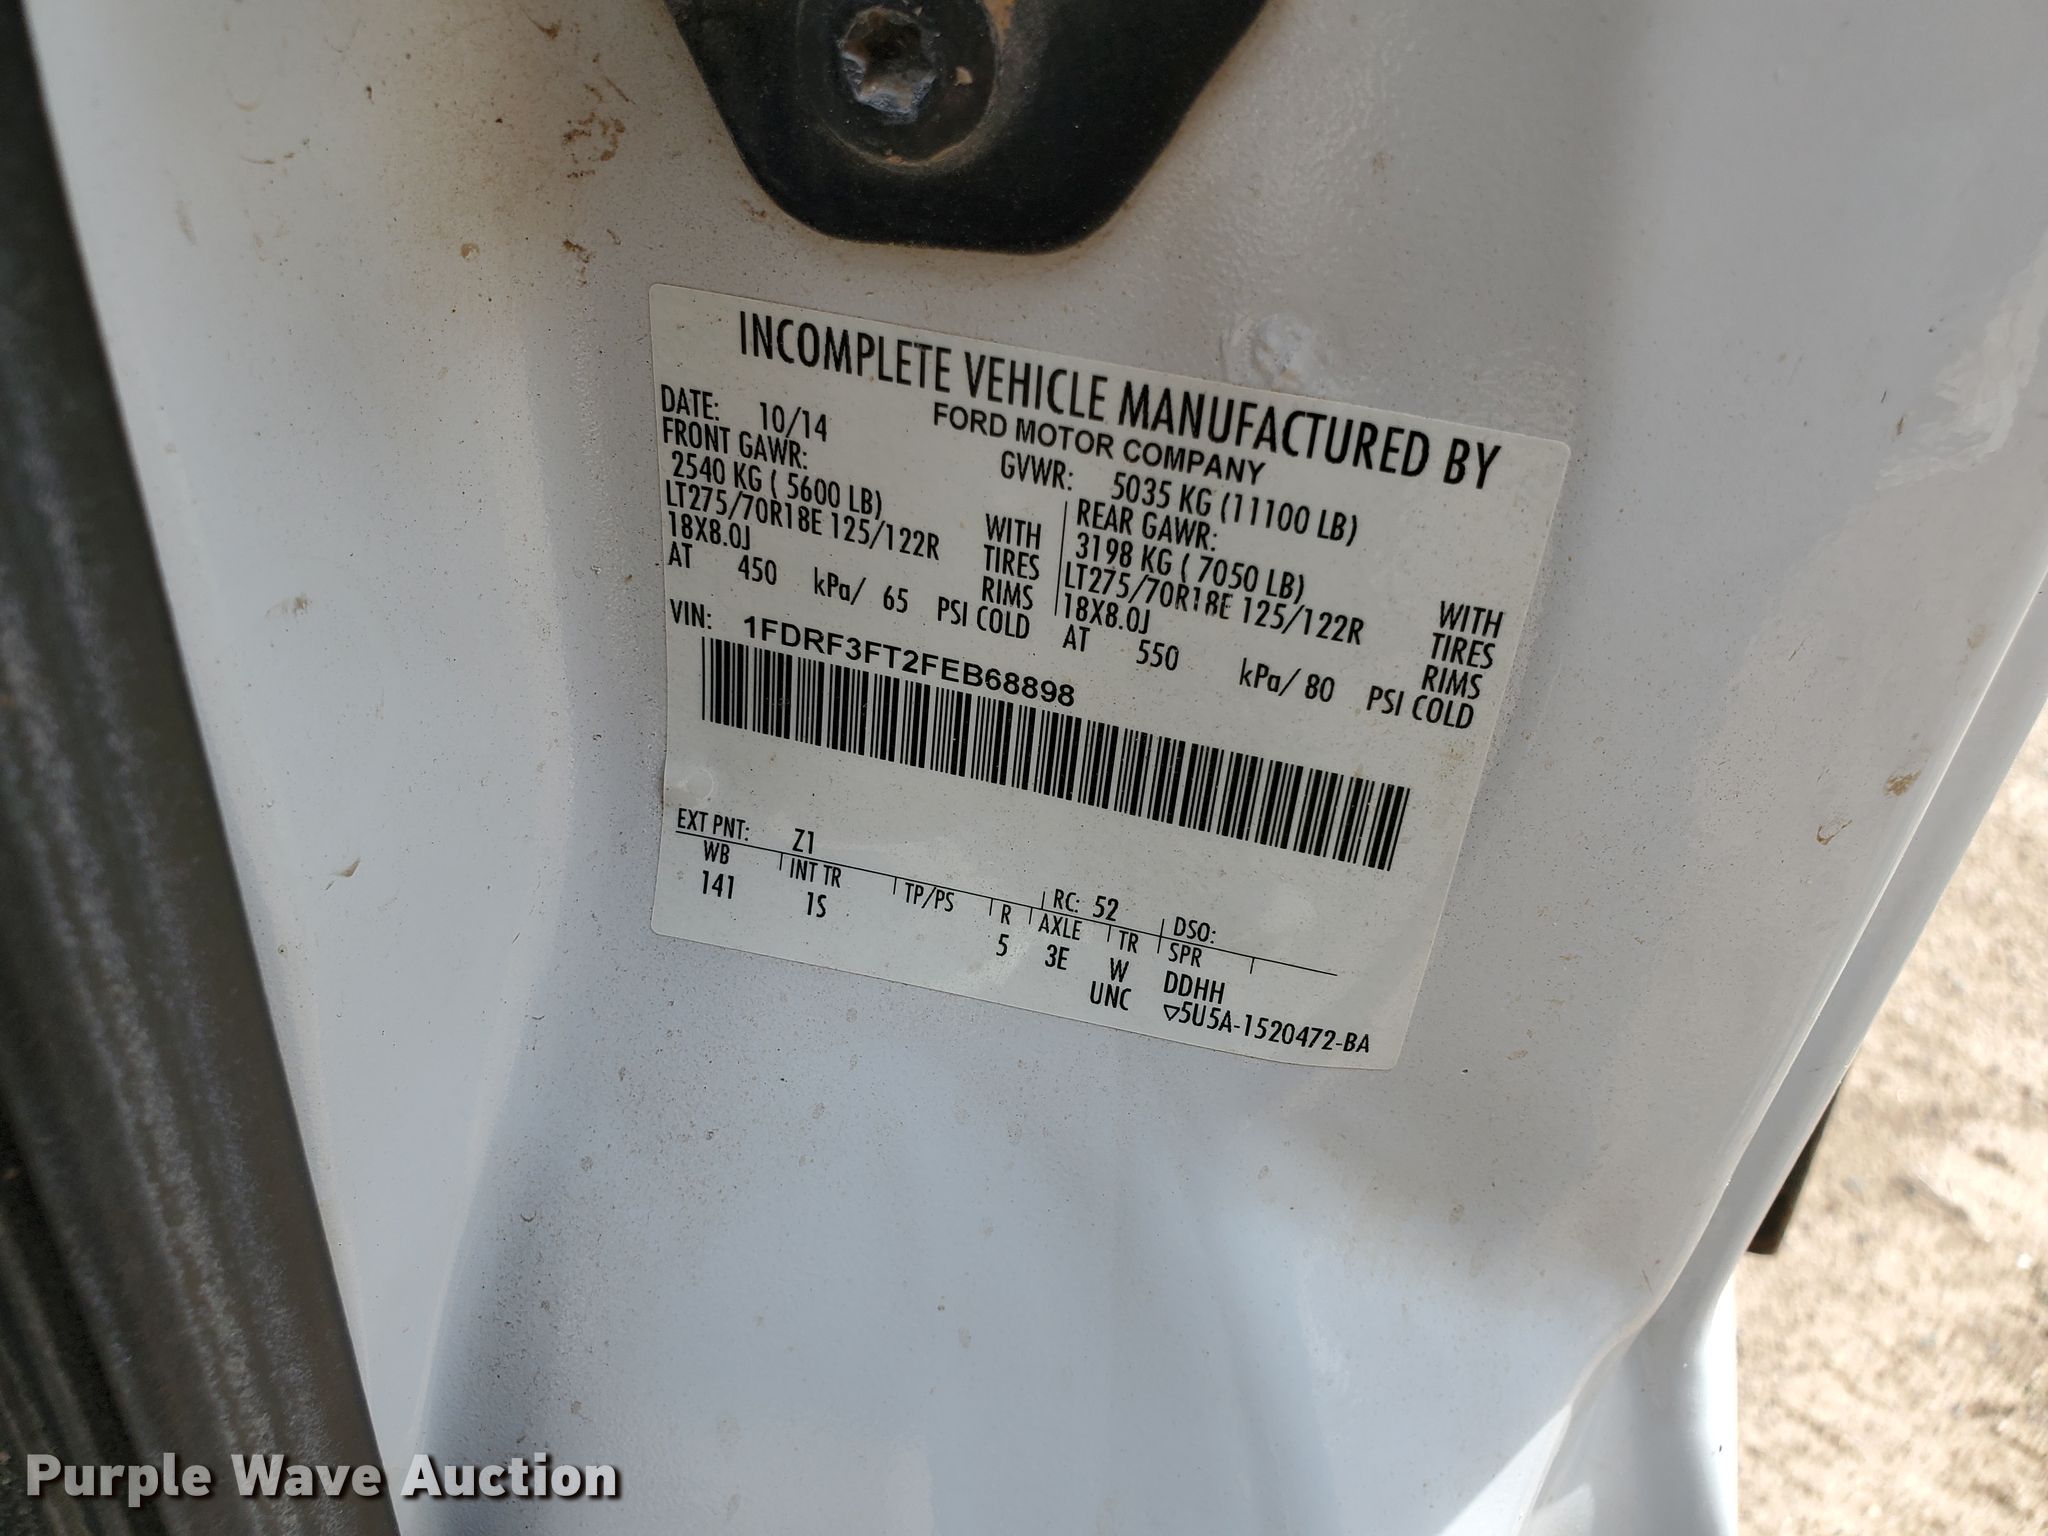 INCOMPLETE VEHICLE MANUFACTURED BY
FORD MOTOR COMPANY
DATE: 10/14 GVWR: 5035 KG (11100 LB)
FRONT GAWR: REAR GAWR:
2540 KG ( 5600 LB) WITH 3198 KG ( 7050 LB) WITH
LT275/70R18E 125/122R TIRES LT275/70R18E 125/122R TIRES
18X8.0J RIMS 18X8.0J RIMS
AT 450 kPa/ 65 PSI COLD AT 550 kPa/ 80 PSI COLD
VIN: 1FDRF3FT2FEB68898
EXT PNT: Z1 RC: 52 DSO:
WB INT TR TP/PS R AXLE TR SPR
141 1S 5 3E W DDHH
UNC ▽5U5A-1520472-BA
Purple Wave Auction